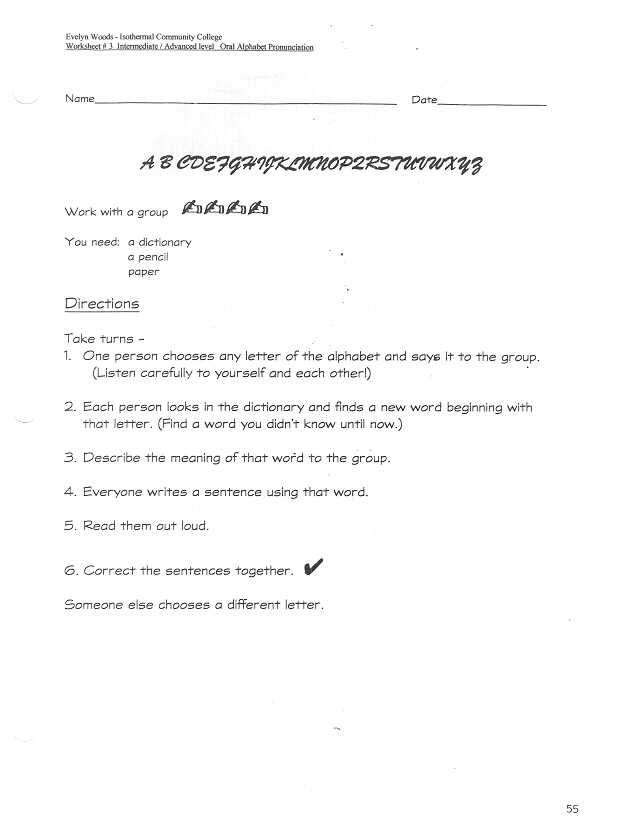 Evelyn Woods - Isothermal Community College
Worksheet # 3 Intermediate / Advanced level Oral Alphabet Pronunciation
Name Date
A B CDEFGHIJKLMNOPQRSTUVWXYZ
Work with a group
You need: a dictionary
a pencil
paper
Directions
Take turns -
1. One person chooses any letter of the alphabet and says it to the group.
(Listen carefully to yourself and each other!)
2. Each person looks in the dictionary and finds a new word beginning with
that letter. (Find a word you didn't know until now.)
3. Describe the meaning of that word to the group.
4. Everyone writes a sentence using that word.
5. Read them out loud.
6. Correct the sentences together.
Someone else chooses a different letter.
55